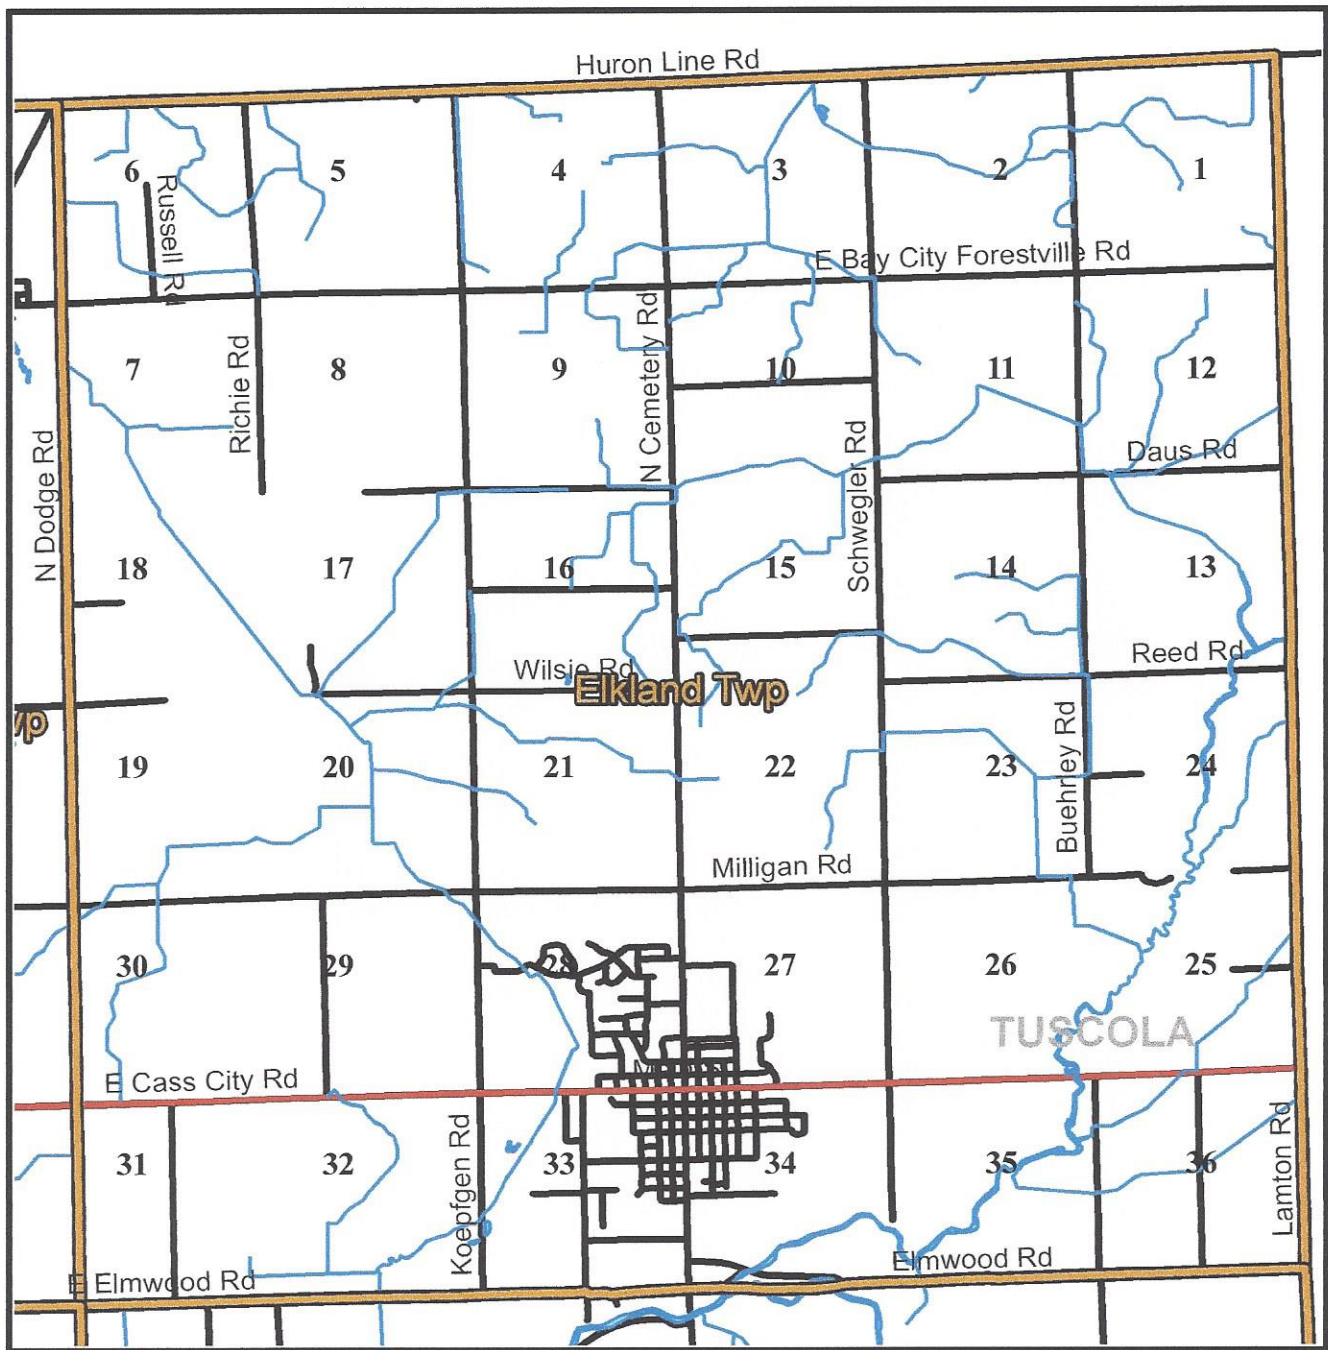 Huron Line Rd
6
5
4
3
2
1
Russell Rd
E Bay City Forestville Rd
7
8
9
10
11
12
Richie Rd
N Cemetery Rd
N Dodge Rd
Schwegler Rd
Daus Rd
18
17
16
15
14
13
Wilsie Rd
Reed Rd
Elkland Twp
wp
19
20
21
22
23
24
Buehrley Rd
Milligan Rd
30
29
28
27
26
25
TUSCOLA
E Cass City Rd
31
32
33
34
35
36
Koepfgen Rd
Lamton Rd
E Elmwood Rd
Elmwood Rd